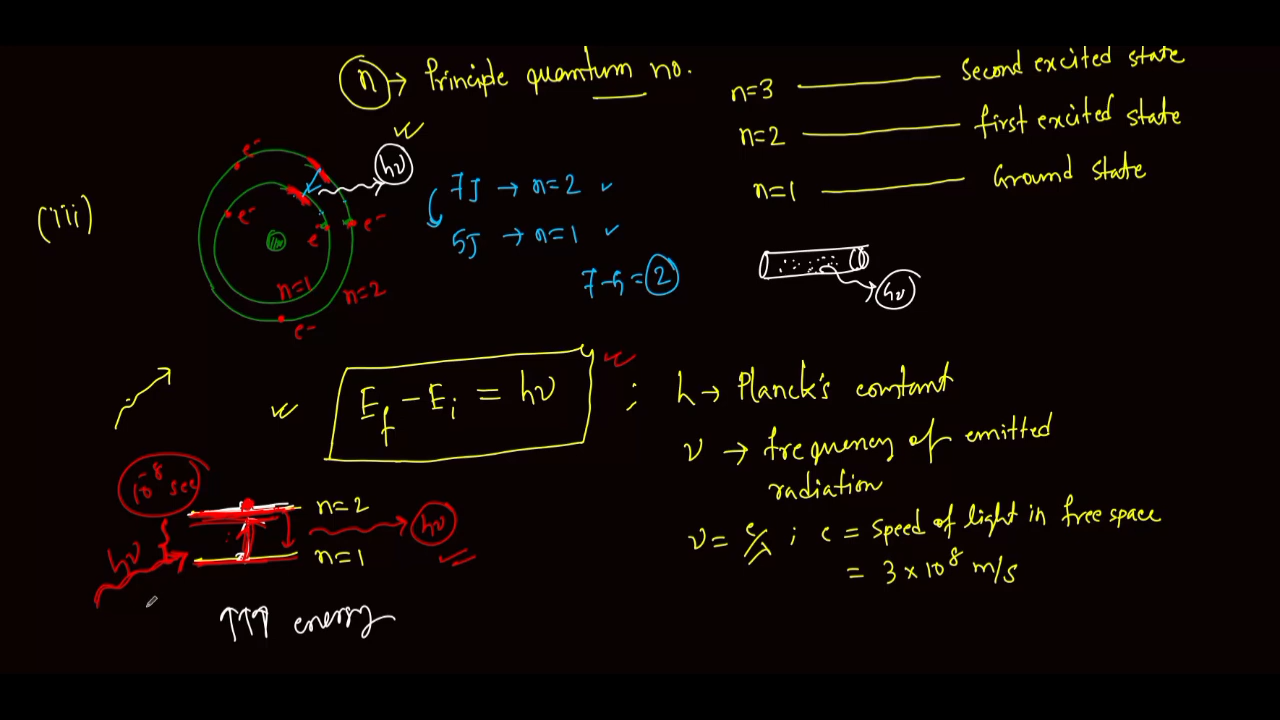 n → Principle quantum no.
n=3 Second excited state
n=2 first excited state
n=1 Ground state
(iii)
e-
hν
e-
e-
e-
n=1
n=2
e-
7J → n=2
5J → n=1
7-5=2
hν
Ef - Ei = hν ; h → Planck's constant
ν → frequency of emitted
radiation
ν = c/λ ; c = speed of light in free space
= 3×10⁸ m/s
10⁻⁸ sec
n=2
hν
hν
n=1
↑↑↑ energy